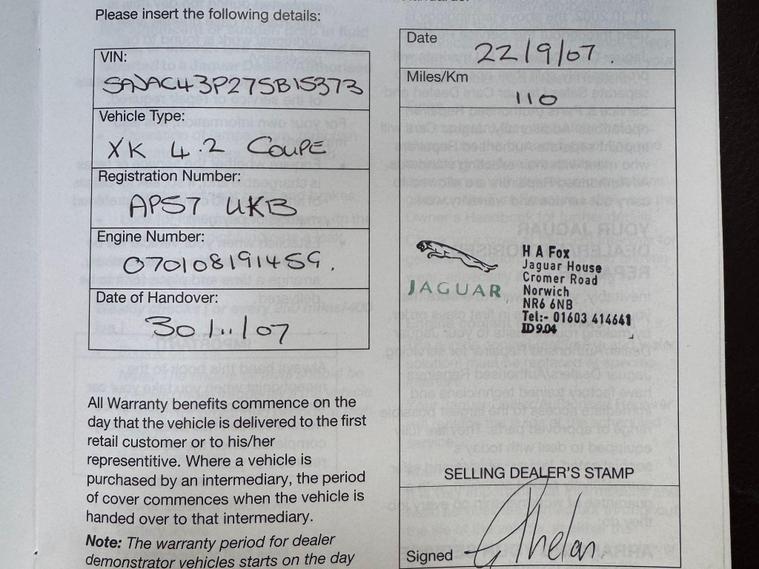 Please insert the following details:
VIN:
SAJAC43P275B15373
Vehicle Type:
XK 4.2 COUPE
Registration Number:
AP57 UKB
Engine Number:
070108191459.
Date of Handover:
30/11/07
All Warranty benefits commence on the
day that the vehicle is delivered to the first
retail customer or to his/her
representitive. Where a vehicle is
purchased by an intermediary, the period
of cover commences when the vehicle is
handed over to that intermediary.
Note: The warranty period for dealer
demonstrator vehicles starts on the day
Date
22/9/07.
Miles/Km
110
JAGUAR
H A Fox
Jaguar House
Cromer Road
Norwich
NR6 6NB
Tel:- 01603 414641
ID9.04
SELLING DEALER'S STAMP
Signed